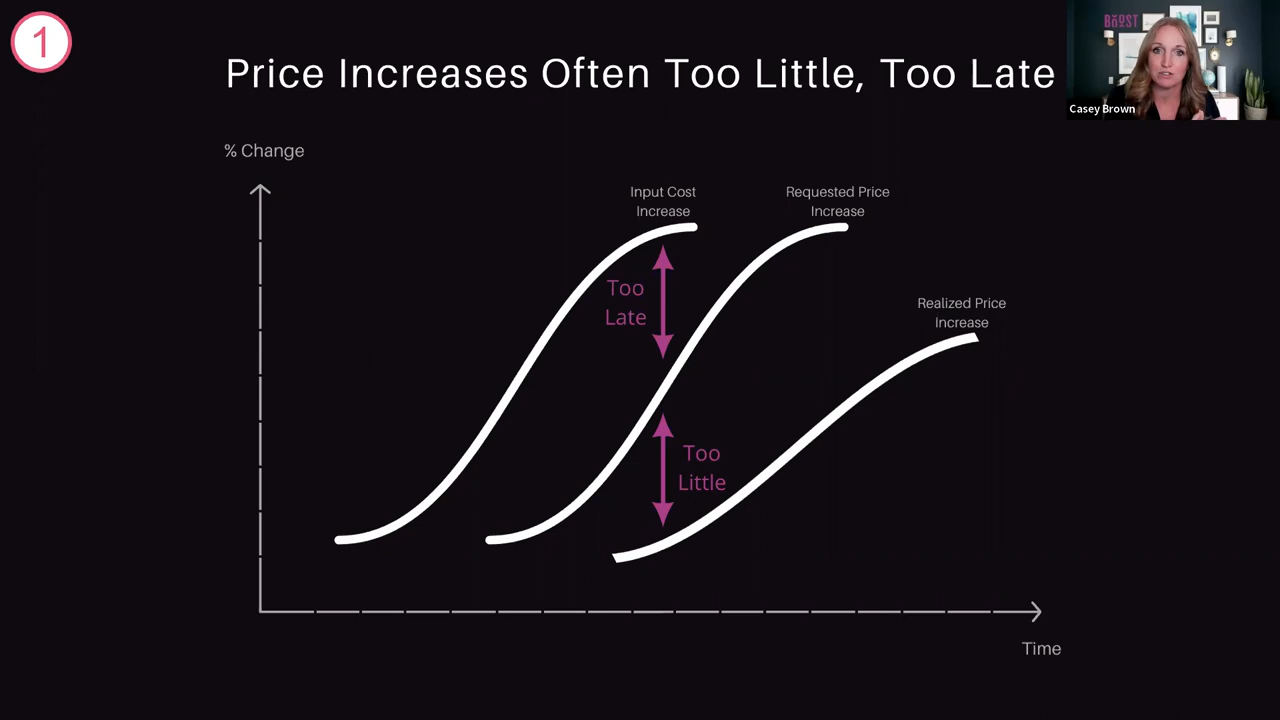 1
Price Increases Often Too Little, Too Late
BOOST
Casey Brown
% Change
Input Cost
Increase
Requested Price
Increase
Too
Late
Realized Price
Increase
Too
Little
Time